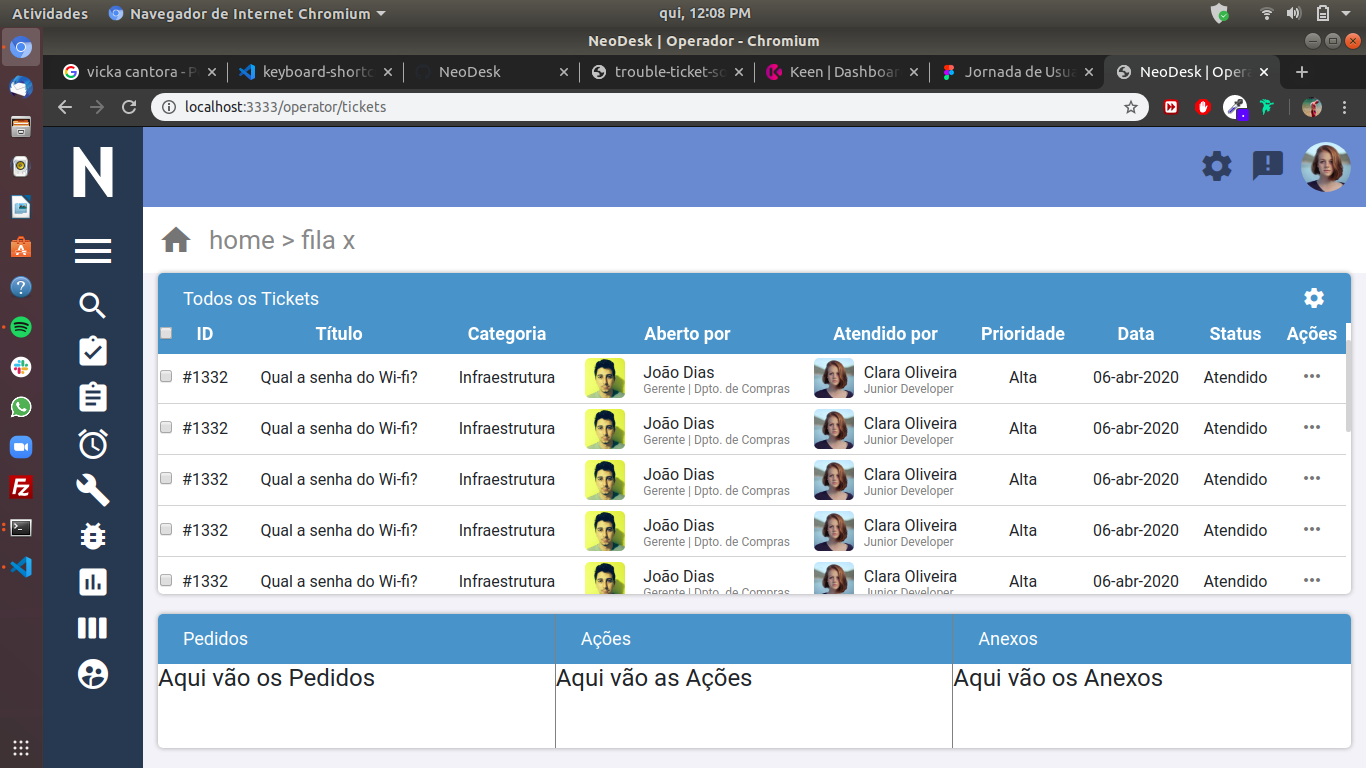 Atividades Navegador de Internet Chromium qui, 12:08 PM
NeoDesk | Operador - Chromium
vicka cantora - P keyboard-shortc NeoDesk trouble-ticket-so Keen | Dashboar Jornada de Usua NeoDesk | Opera
localhost:3333/operator/tickets
N
home > fila x
Todos os Tickets
ID Título Categoria Aberto por Atendido por Prioridade Data Status Ações
#1332 Qual a senha do Wi-fi? Infraestrutura João Dias Clara Oliveira Alta 06-abr-2020 Atendido
Gerente | Dpto. de Compras Junior Developer
#1332 Qual a senha do Wi-fi? Infraestrutura João Dias Clara Oliveira Alta 06-abr-2020 Atendido
Gerente | Dpto. de Compras Junior Developer
#1332 Qual a senha do Wi-fi? Infraestrutura João Dias Clara Oliveira Alta 06-abr-2020 Atendido
Gerente | Dpto. de Compras Junior Developer
#1332 Qual a senha do Wi-fi? Infraestrutura João Dias Clara Oliveira Alta 06-abr-2020 Atendido
Gerente | Dpto. de Compras Junior Developer
#1332 Qual a senha do Wi-fi? Infraestrutura João Dias Clara Oliveira Alta 06-abr-2020 Atendido
Gerente | Dpto. de Compras Junior Developer
Pedidos Ações Anexos
Aqui vão os Pedidos Aqui vão as Ações Aqui vão os Anexos